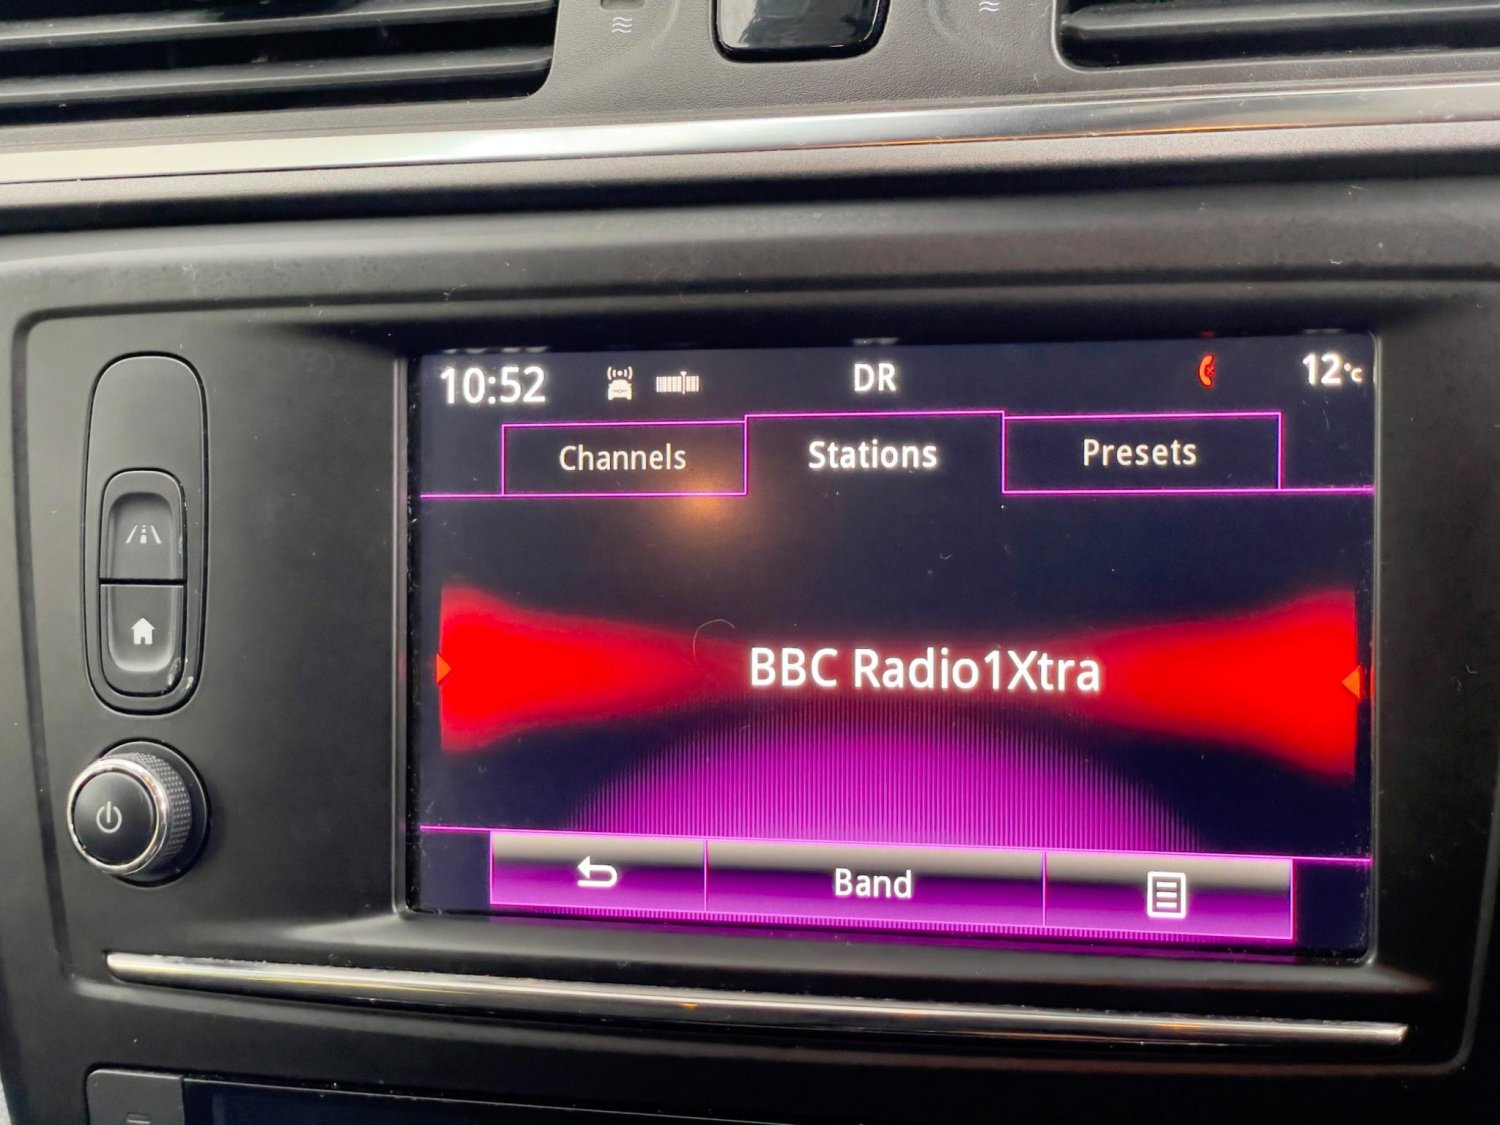 10:52 DR 12°C
Channels Stations Presets
BBC Radio1Xtra
Band